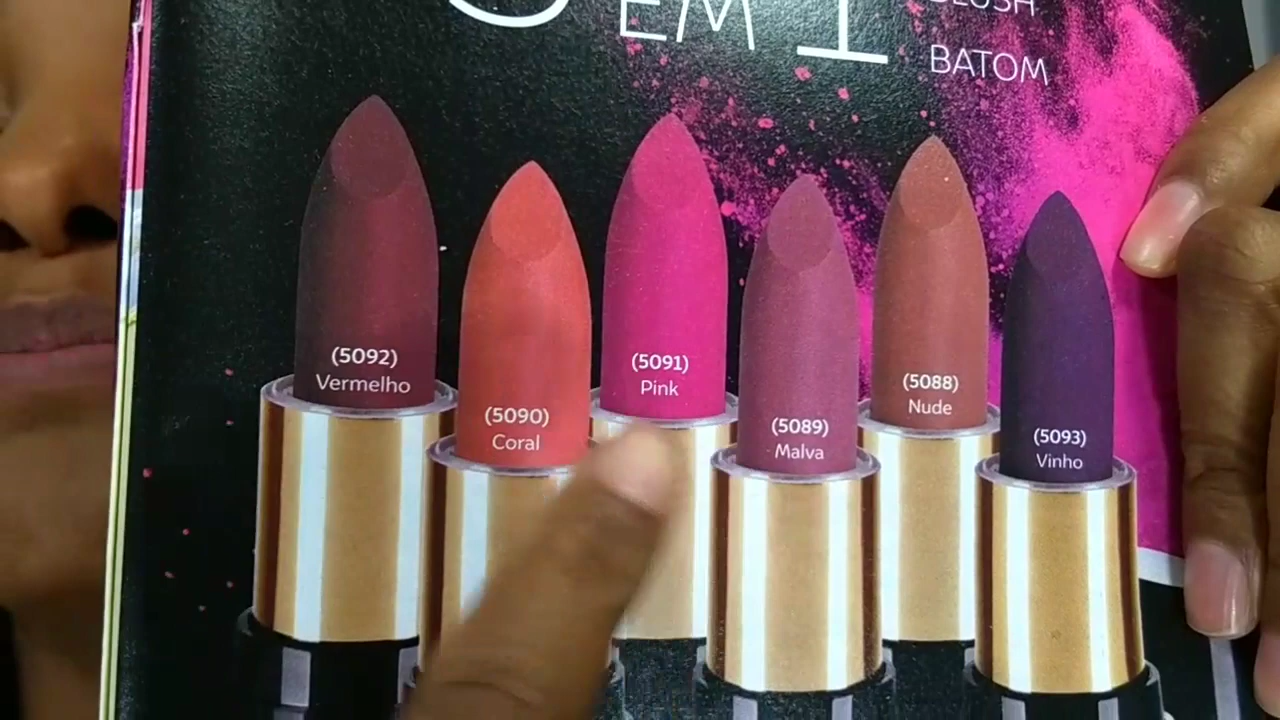 EM 1
BLUSH
BATOM
(5092)
Vermelho
(5090)
Coral
(5091)
Pink
(5089)
Malva
(5088)
Nude
(5093)
Vinho